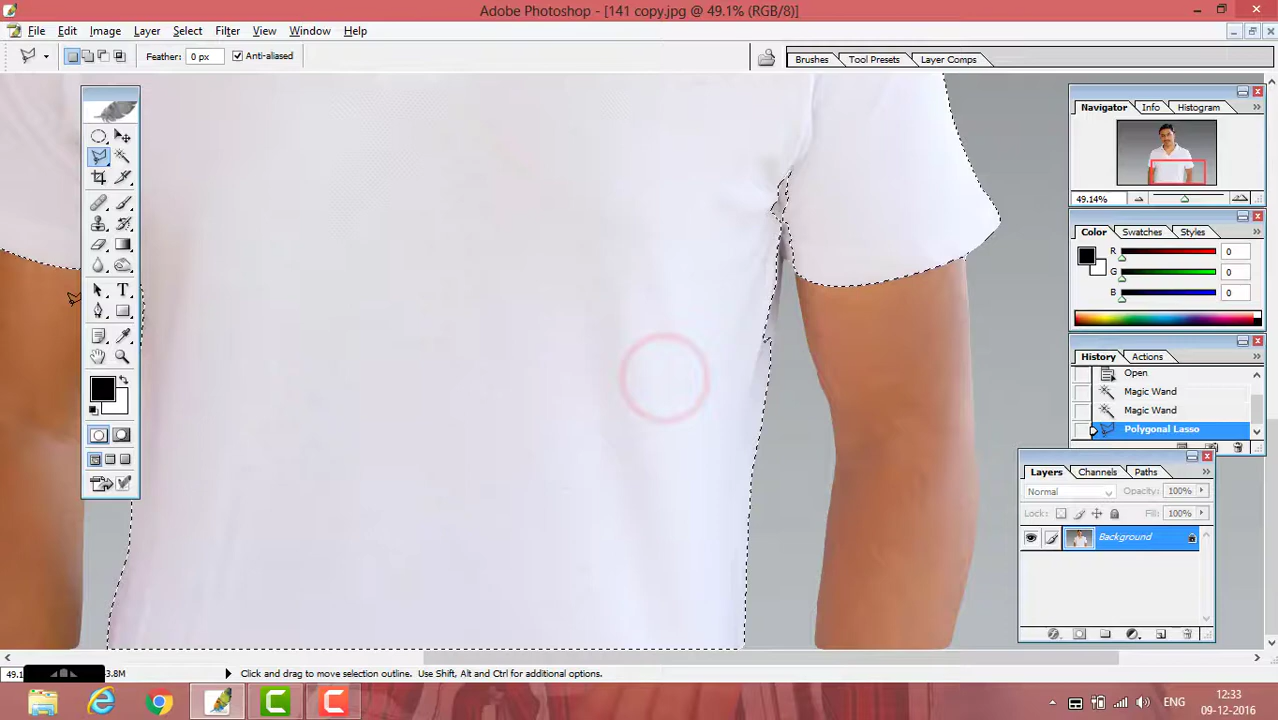 Adobe Photoshop - [141 copy.jpg @ 49.1% (RGB/8)]
File Edit Image Layer Select Filter View Window Help
Feather: 0 px Anti-aliased Brushes Tool Presets Layer Comps
Navigator Info Histogram
49.14%
Color Swatches Styles
R 0
G 0
B 0
History Actions
Open
Magic Wand
Magic Wand
Polygonal Lasso
Layers Channels Paths
Normal Opacity: 100%
Lock: Fill: 100%
Background
T
49.1 3.8M Click and drag to move selection outline. Use Shift, Alt and Ctrl for additional options.
ENG 12:33
09-12-2016